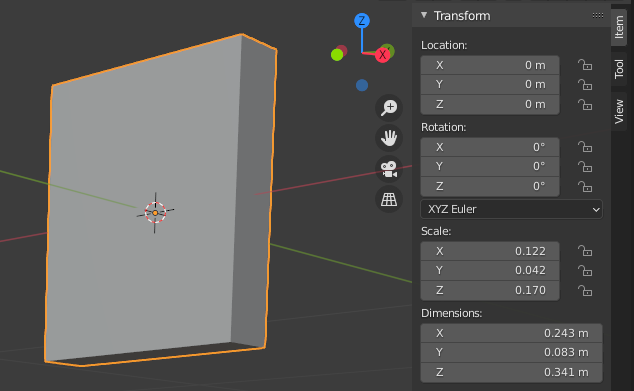 Z
X
Transform
Location:
X 0 m
Y 0 m
Z 0 m
Rotation:
X 0°
Y 0°
Z 0°
XYZ Euler
Scale:
X 0.122
Y 0.042
Z 0.170
Dimensions:
X 0.243 m
Y 0.083 m
Z 0.341 m
Item
Tool
View